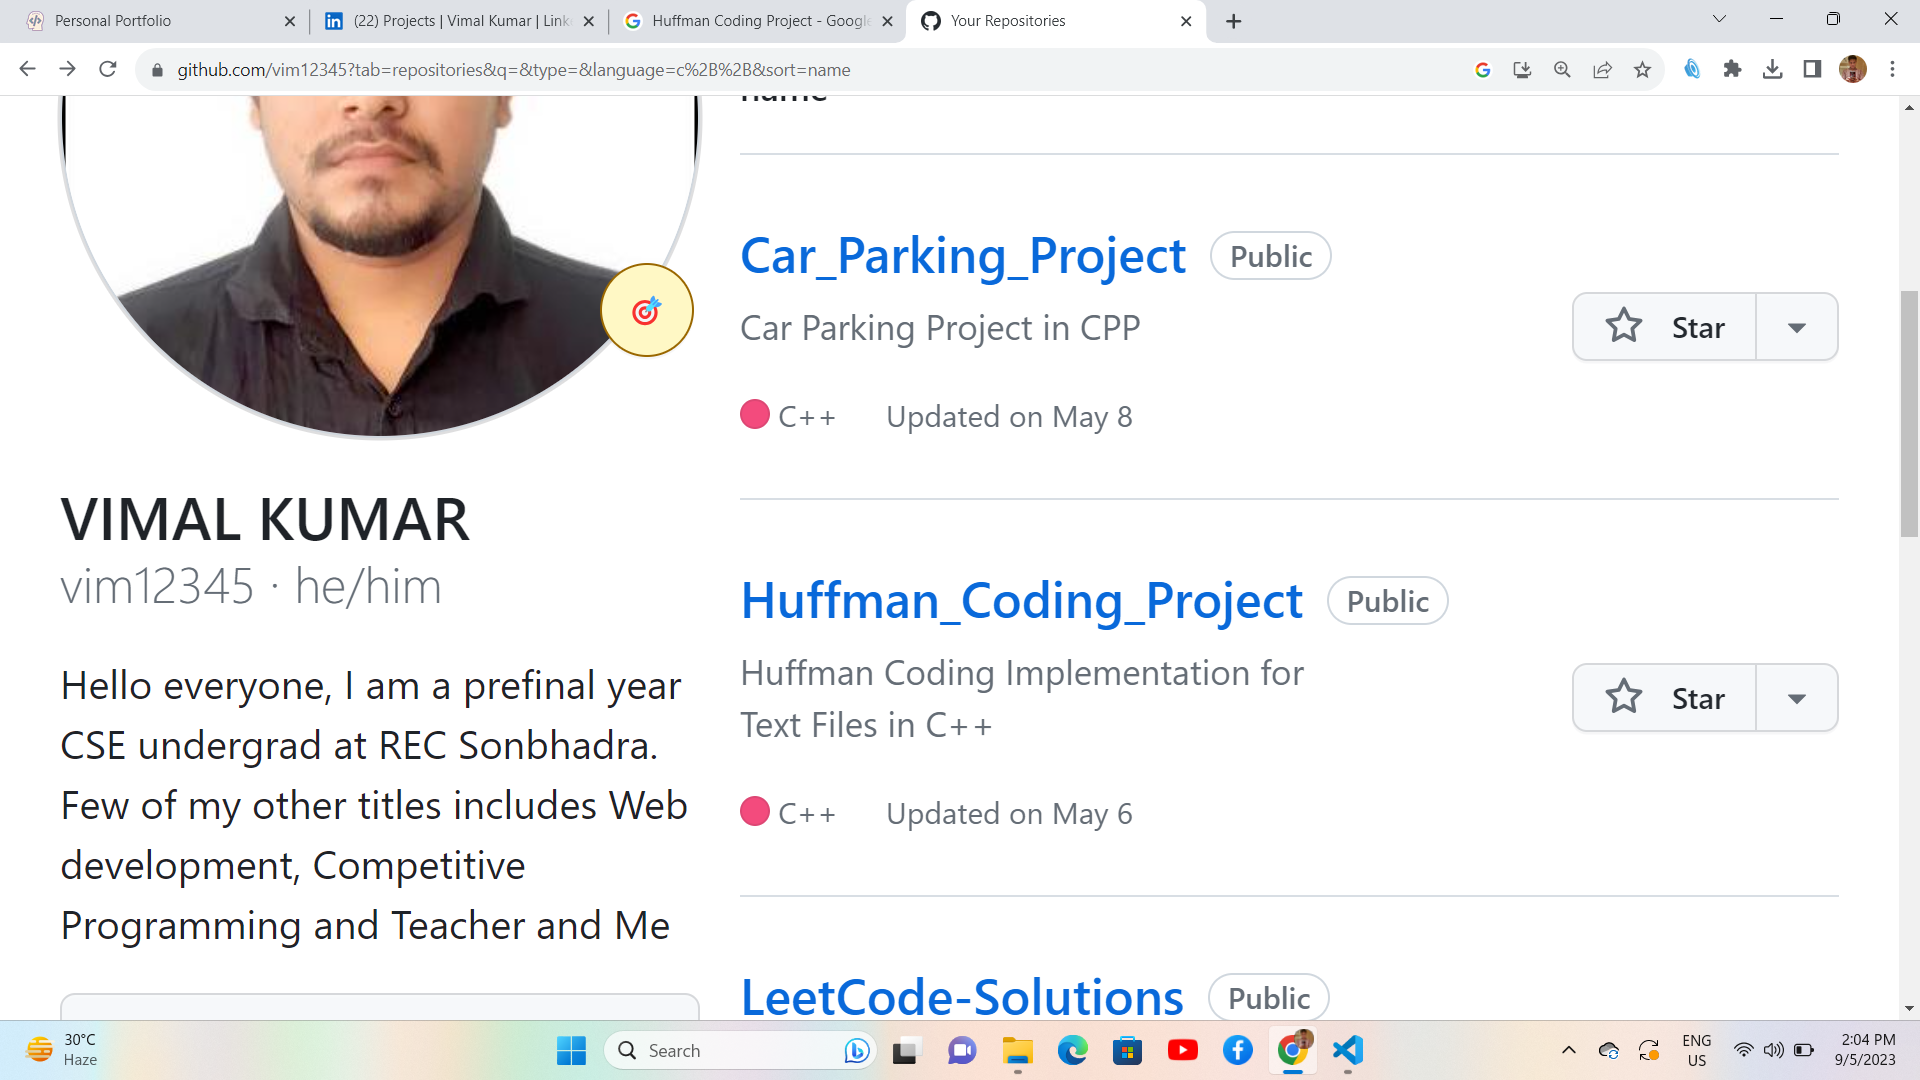 Personal Portfolio
(22) Projects | Vimal Kumar | Link
Huffman Coding Project - Google
Your Repositories
github.com/vim12345?tab=repositories&q=&type=&language=c%2B%2B&sort=name
name
Car_Parking_Project Public
Car Parking Project in CPP
Star
C++ Updated on May 8
VIMAL KUMAR
vim12345 · he/him
Hello everyone, I am a prefinal year
CSE undergrad at REC Sonbhadra.
Few of my other titles includes Web
development, Competitive
Programming and Teacher and Me
Huffman_Coding_Project Public
Huffman Coding Implementation for
Text Files in C++
Star
C++ Updated on May 6
LeetCode-Solutions Public
30°C
Haze
Search
ENG
US
2:04 PM
9/5/2023